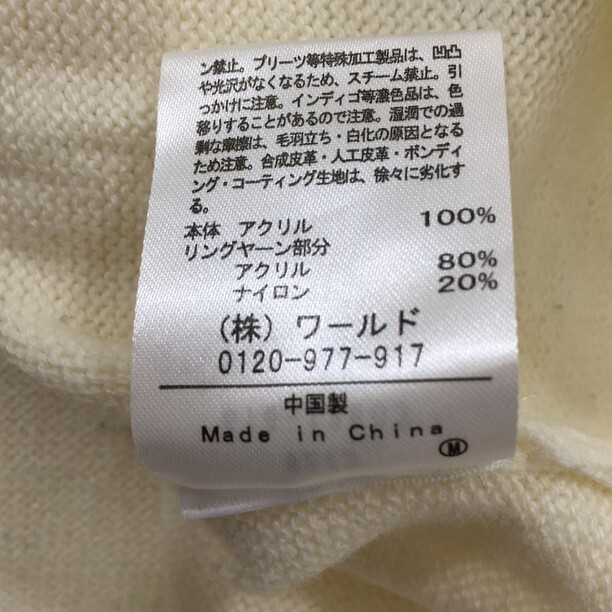 ン禁止。プリーツ等特殊加工製品は、凹凸
や光沢がなくなるため、スチーム禁止。引
っかけに注意。インディゴ等濃色品は、色
移りすることがあるので注意。湿潤での過
剰な摩擦は、毛羽立ち・白化の原因となる
ため注意。合成皮革・人工皮革・ボンディ
ング・コーティング生地は、徐々に劣化す
る。
本体 アクリル 100%
リングヤーン部分
アクリル 80%
ナイロン 20%
(株) ワールド
0120-977-917
中国製
Made in China
M